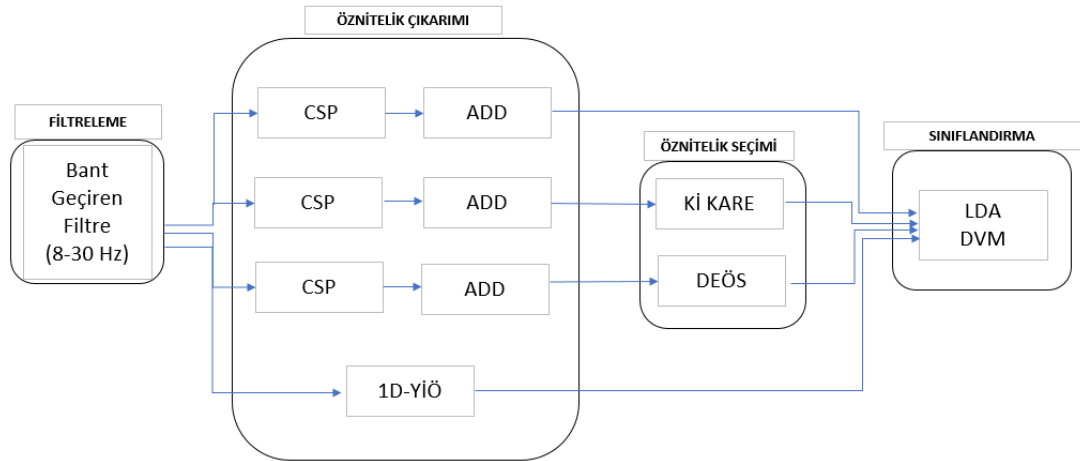 ÖZNİTELİK ÇIKARIMI
FİLTRELEME
Bant
Geçiren
Filtre
(8-30 Hz)
CSP
ADD
CSP
ADD
CSP
ADD
1D-YİÖ
ÖZNİTELİK SEÇİMİ
Kİ KARE
DEÖS
SINIFLANDIRMA
LDA
DVM